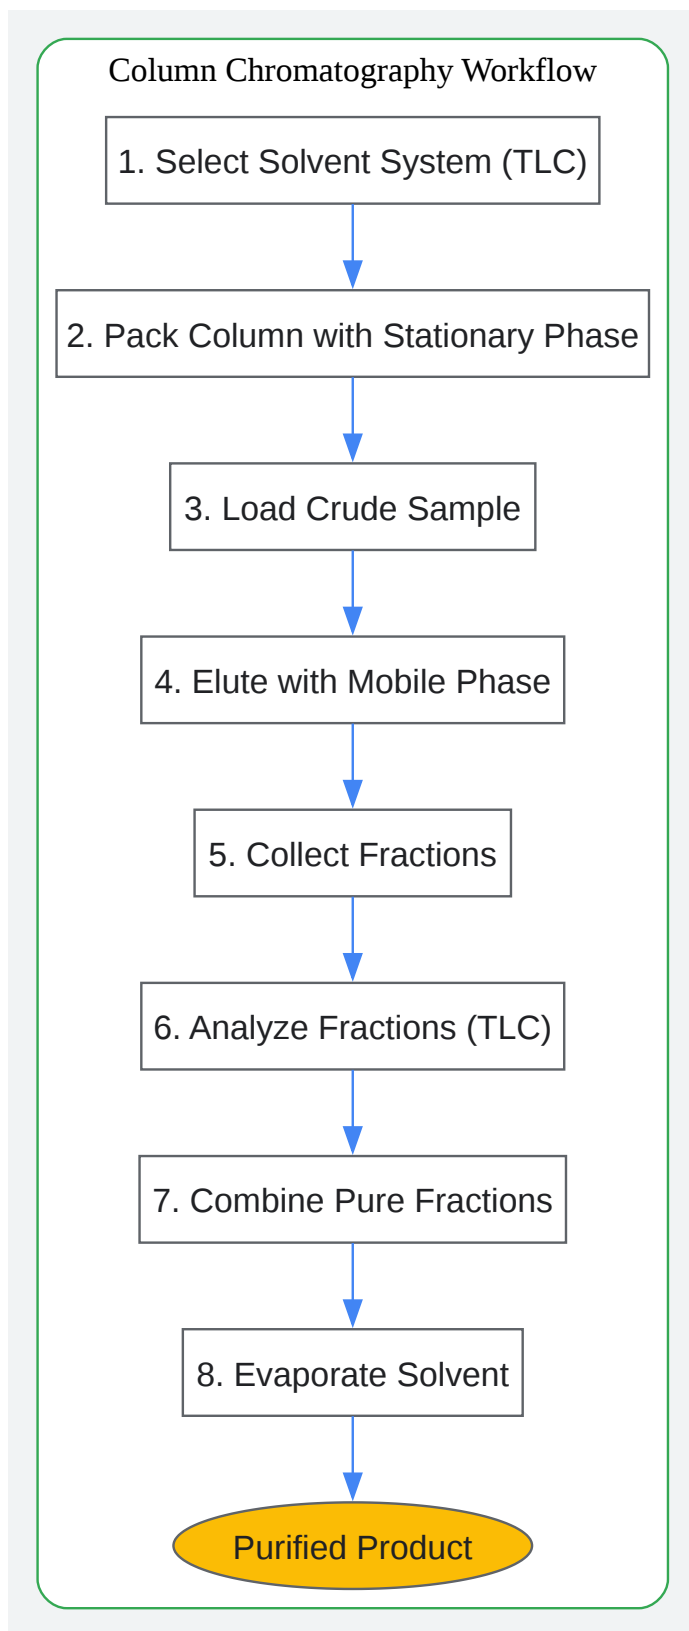 Column Chromatography Workflow
1. Select Solvent System (TLC)
2. Pack Column with Stationary Phase
3. Load Crude Sample
4. Elute with Mobile Phase
5. Collect Fractions
6. Analyze Fractions (TLC)
7. Combine Pure Fractions
8. Evaporate Solvent
Purified Product